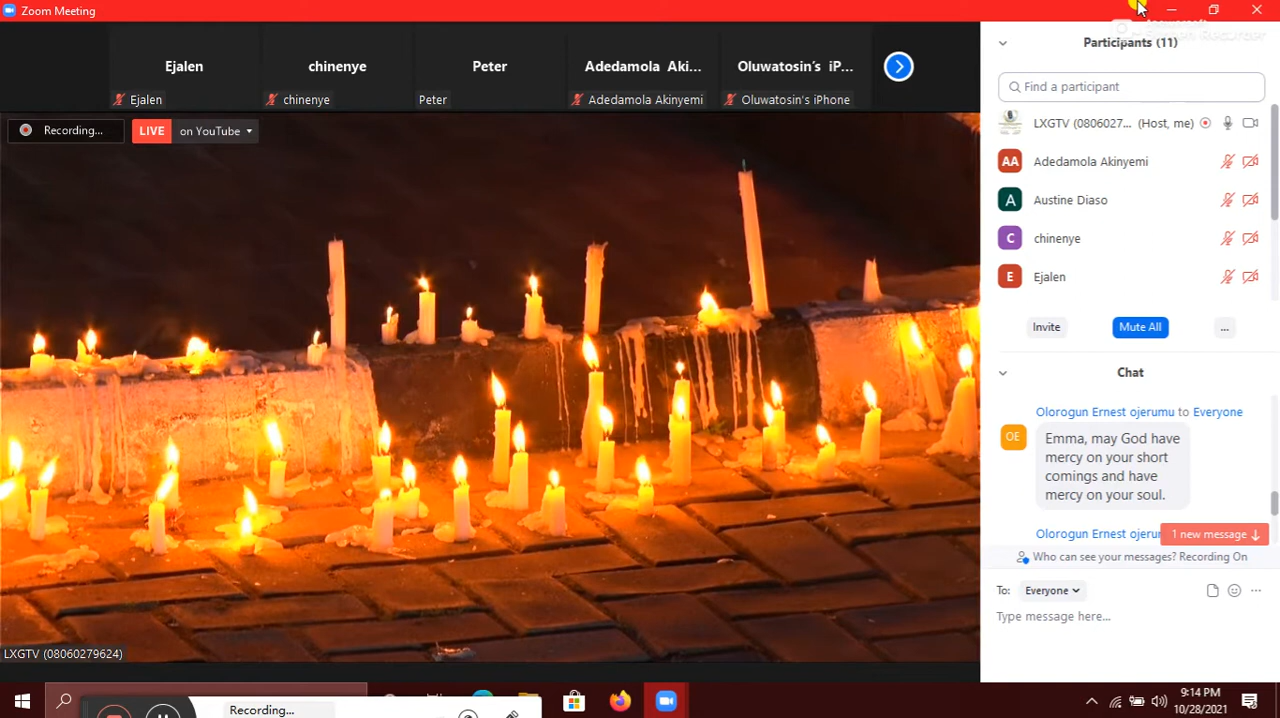 Zoom Meeting
Ejalen
chinenye
Peter
Adedamola Aki...
Oluwatosin's iP...
Ejalen
chinenye
Peter
Adedamola Akinyemi
Oluwatosin's iPhone
Recording...
LIVE on YouTube
LXGTV (08060279624)
Participants (11)
Find a participant
LXGTV (0806027... (Host, me)
AA Adedamola Akinyemi
A Austine Diaso
C chinenye
E Ejalen
Invite
Mute All
...
Chat
Olorogun Ernest ojerumu to Everyone
OE
Emma, may God have
mercy on your short
comings and have
mercy on your soul.
Olorogun Ernest ojerur
1 new message
Who can see your messages? Recording On
To: Everyone
...
Type message here...
Recording...
9:14 PM
10/28/2021